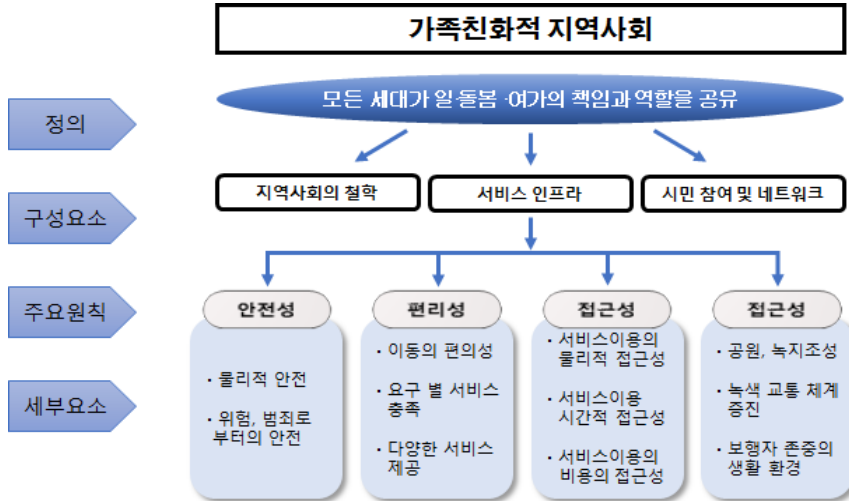 가족친화적 지역사회
정의
모든 세대가 일·돌봄·여가의 책임과 역할을 공유
구성요소
지역사회의 철학
서비스 인프라
시민 참여 및 네트워크
주요원칙
안전성
편리성
접근성
접근성
세부요소
· 물리적 안전
· 위험, 범죄로
부터의 안전
· 이동의 편의성
· 요구 별 서비스
충족
· 다양한 서비스
제공
· 서비스이용의
물리적 접근성
· 서비스이용
시간적 접근성
· 서비스이용의
비용의 접근성
· 공원, 녹지조성
· 녹색 교통 체계
증진
· 보행자 존중의
생활 환경